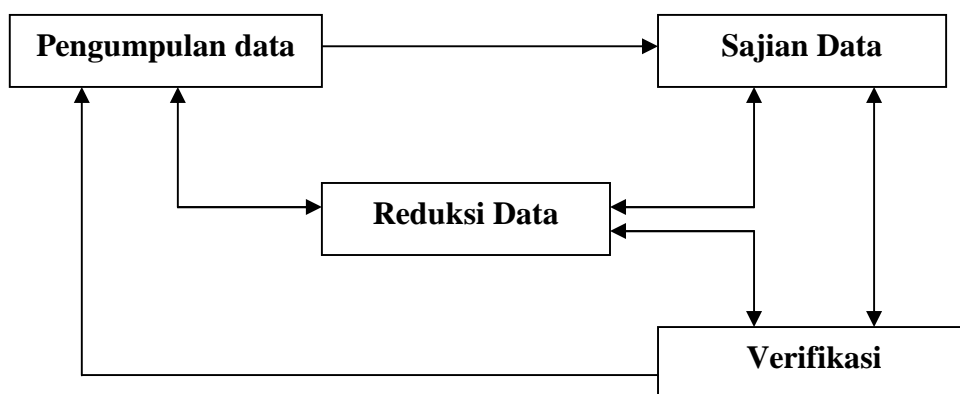 Pengumpulan data
Sajian Data
Reduksi Data
Verifikasi